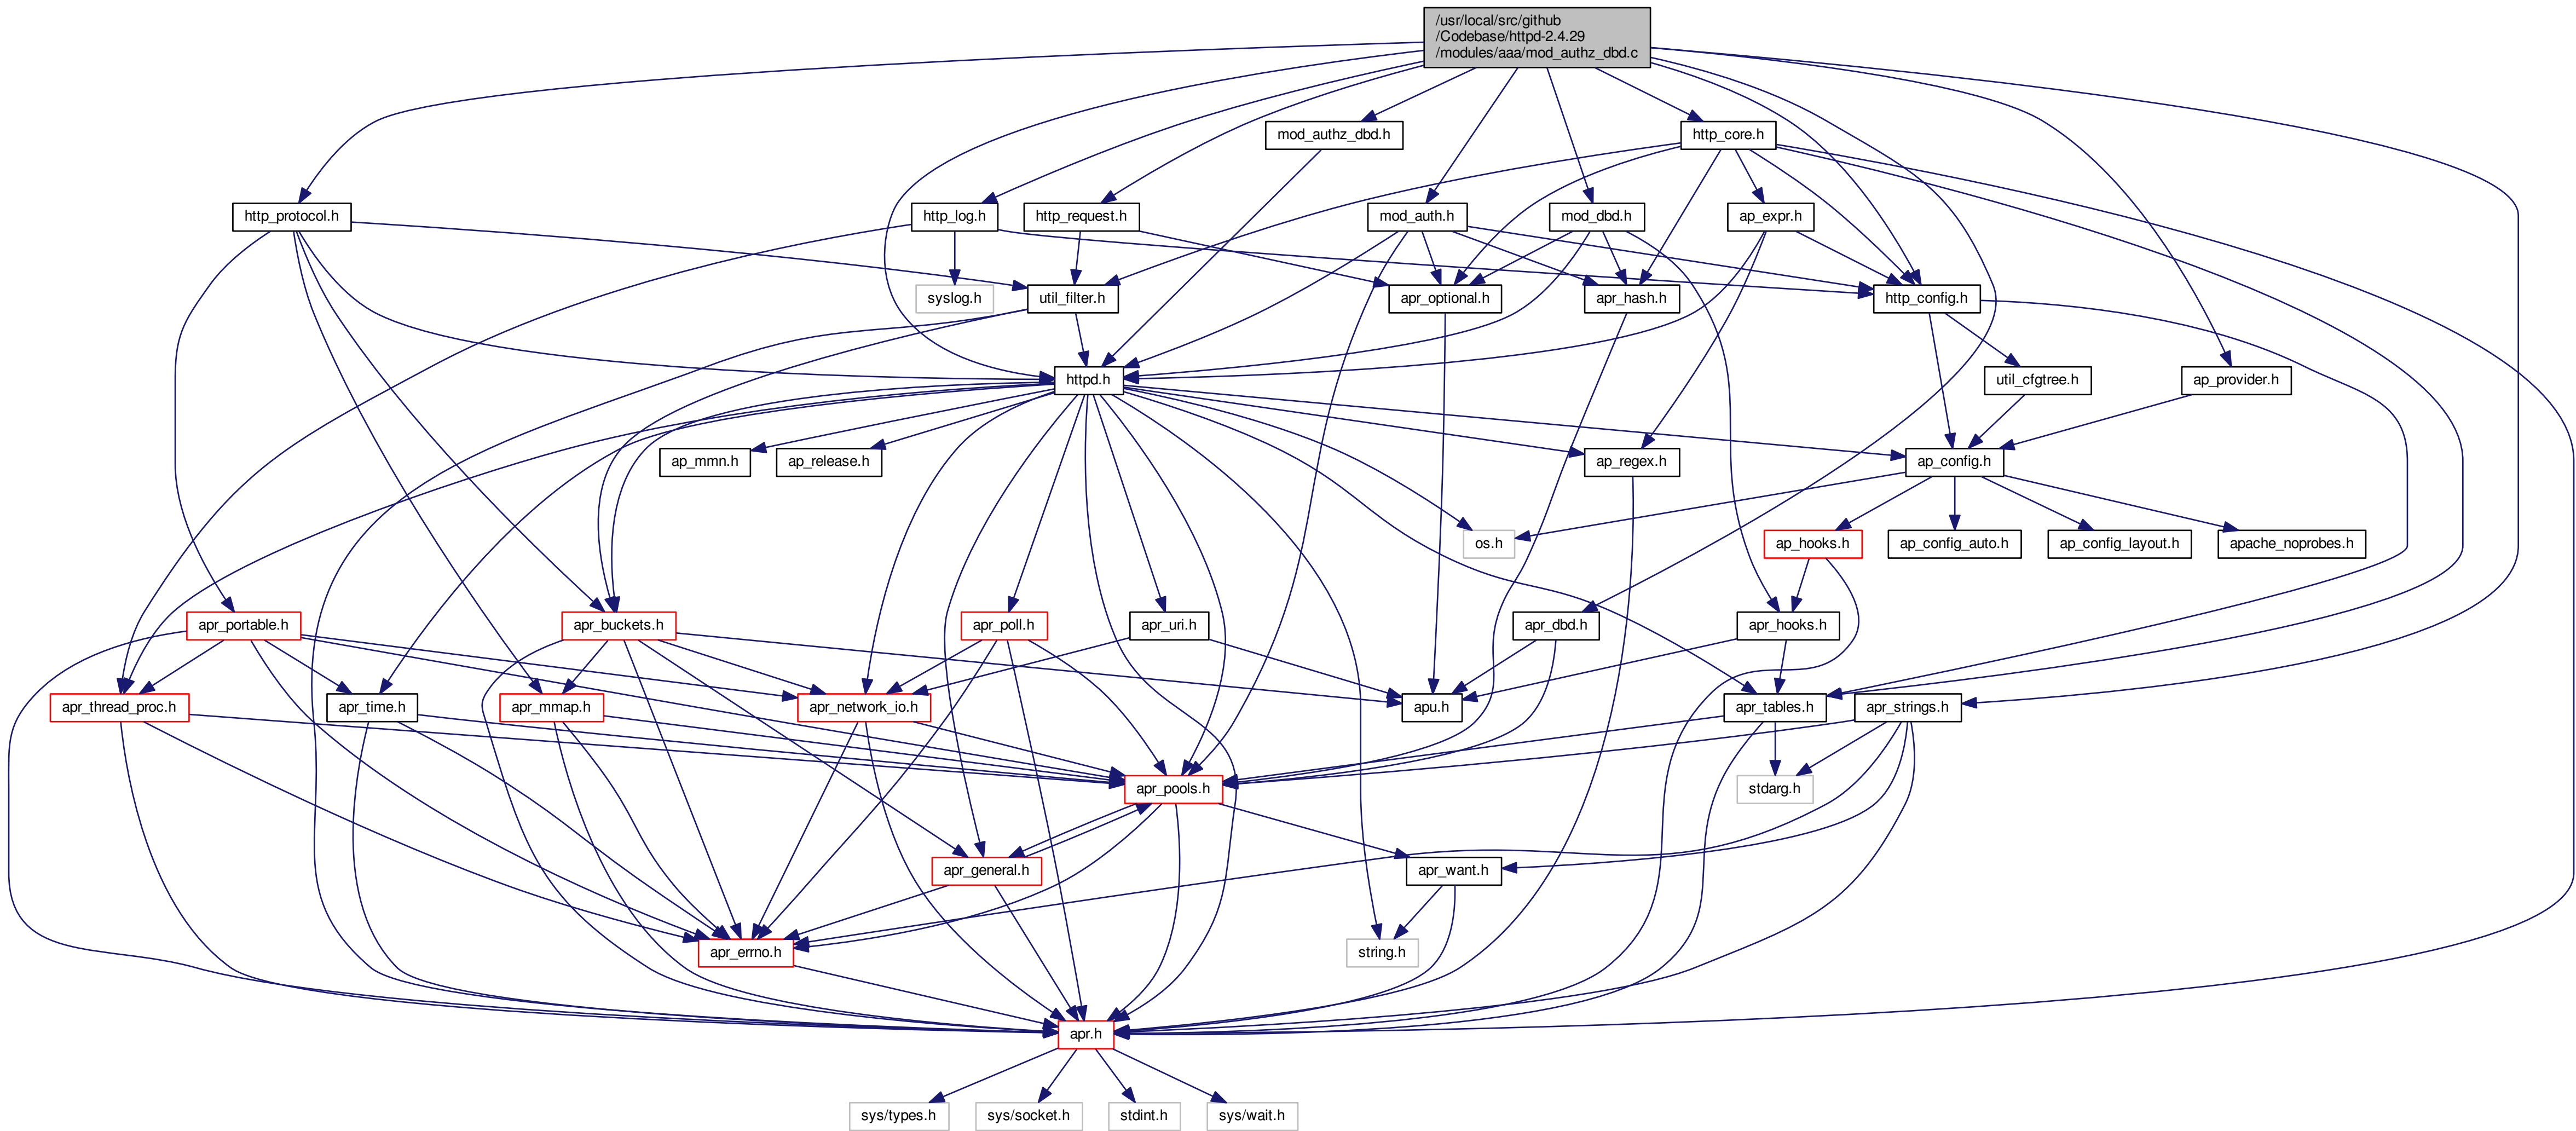 /usr/local/src/github
/Codebase/httpd-2.4.29
/modules/aaa/mod_authz_dbd.c
mod_authz_dbd.h
http_core.h
http_protocol.h
http_log.h
http_request.h
mod_auth.h
mod_dbd.h
ap_expr.h
syslog.h
util_filter.h
apr_optional.h
apr_hash.h
http_config.h
httpd.h
util_cfgtree.h
ap_provider.h
ap_mmn.h
ap_release.h
ap_regex.h
ap_config.h
os.h
ap_hooks.h
ap_config_auto.h
ap_config_layout.h
apache_noprobes.h
apr_portable.h
apr_buckets.h
apr_poll.h
apr_uri.h
apr_dbd.h
apr_hooks.h
apr_thread_proc.h
apr_time.h
apr_mmap.h
apr_network_io.h
apu.h
apr_tables.h
apr_strings.h
apr_pools.h
stdarg.h
apr_general.h
apr_want.h
apr_errno.h
string.h
apr.h
sys/types.h
sys/socket.h
stdint.h
sys/wait.h